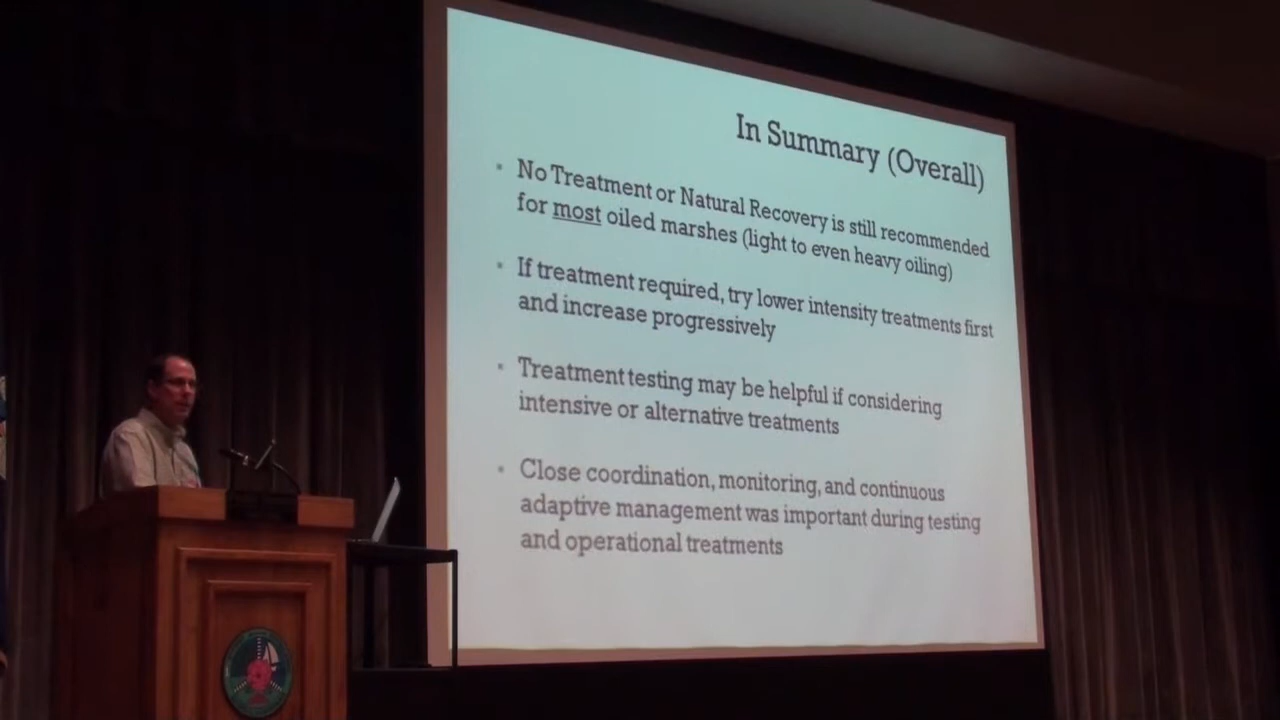 In Summary (Overall)
• No Treatment or Natural Recovery is still recommended
for most oiled marshes (light to even heavy oiling)
• If treatment required, try lower intensity treatments first
and increase progressively
• Treatment testing may be helpful if considering
intensive or alternative treatments
• Close coordination, monitoring, and continuous
adaptive management was important during testing
and operational treatments